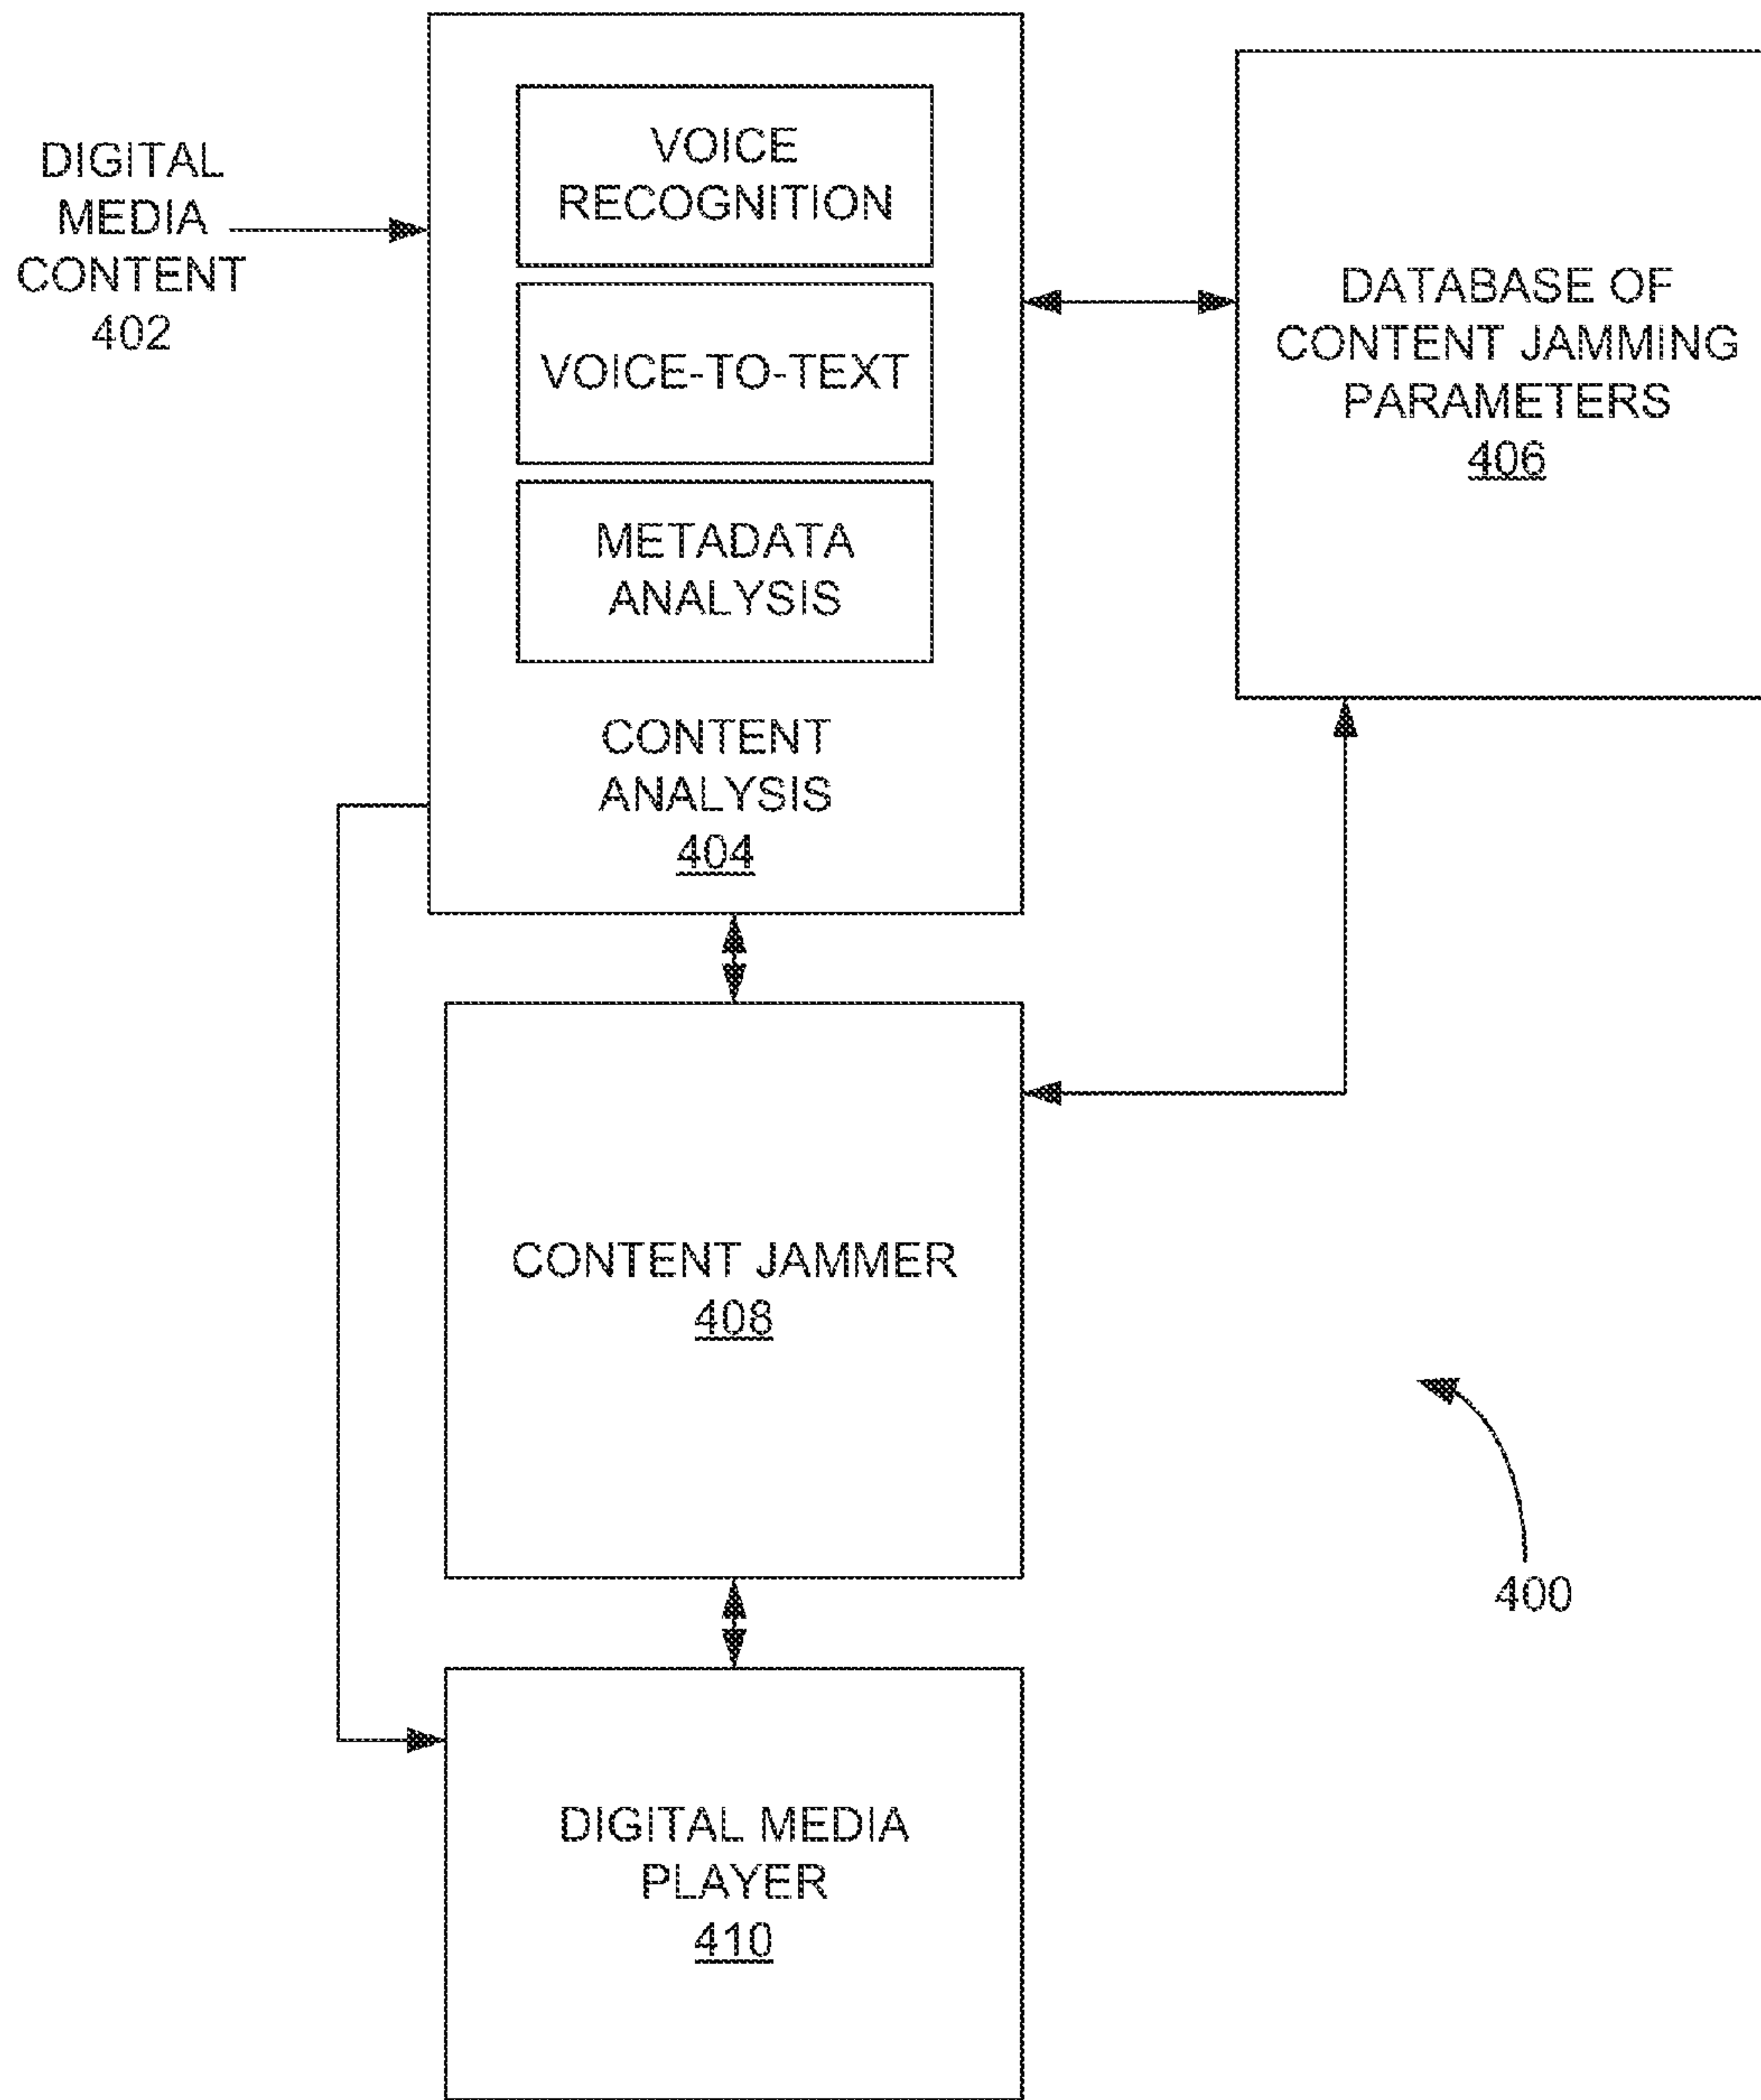 DIGITAL
MEDIA
CONTENT
402
VOICE
RECOGNITION
VOICE-TO-TEXT
METADATA
ANALYSIS
CONTENT
ANALYSIS
404
DATABASE OF
CONTENT JAMMING
PARAMETERS
406
CONTENT JAMMER
408
400
DIGITAL MEDIA
PLAYER
410